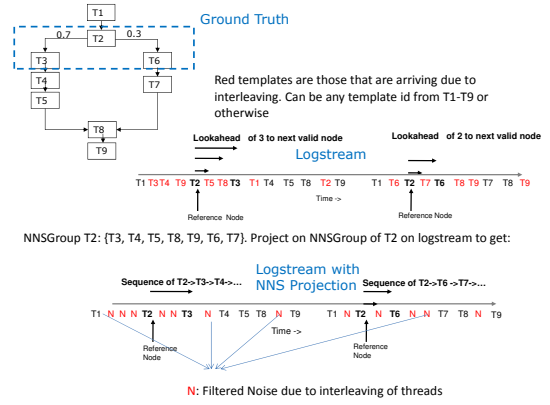 T1
Ground Truth
0.7
T2
0.3
T3
T6
T4
T7
T5
T8
T9
Red templates are those that are arriving due to
interleaving. Can be any template id from T1-T9 or
otherwise
Lookahead of 3 to next valid node
Lookahead of 2 to next valid node
Logstream
T1 T3 T4 T9 T2 T5 T8 T3 T1 T4 T5 T8 T2 T9 T1 T6 T2 T7 T6 T8 T9 T7 T8 T9
Time ->
Reference Node
Reference Node
NNSGroup T2: {T3, T4, T5, T8, T9, T6, T7}. Project on NNSGroup of T2 on logstream to get:
Logstream with
NNS Projection
Sequence of T2->T3->T4->…
Sequence of T2->T6 ->T7->…
T1 N N N T2 N N T3 N T4 T5 T8 N T9 T1 N T2 N T6 N N T7 T8 N T9
Time ->
Reference
Node
Reference
Node
N: Filtered Noise due to interleaving of threads